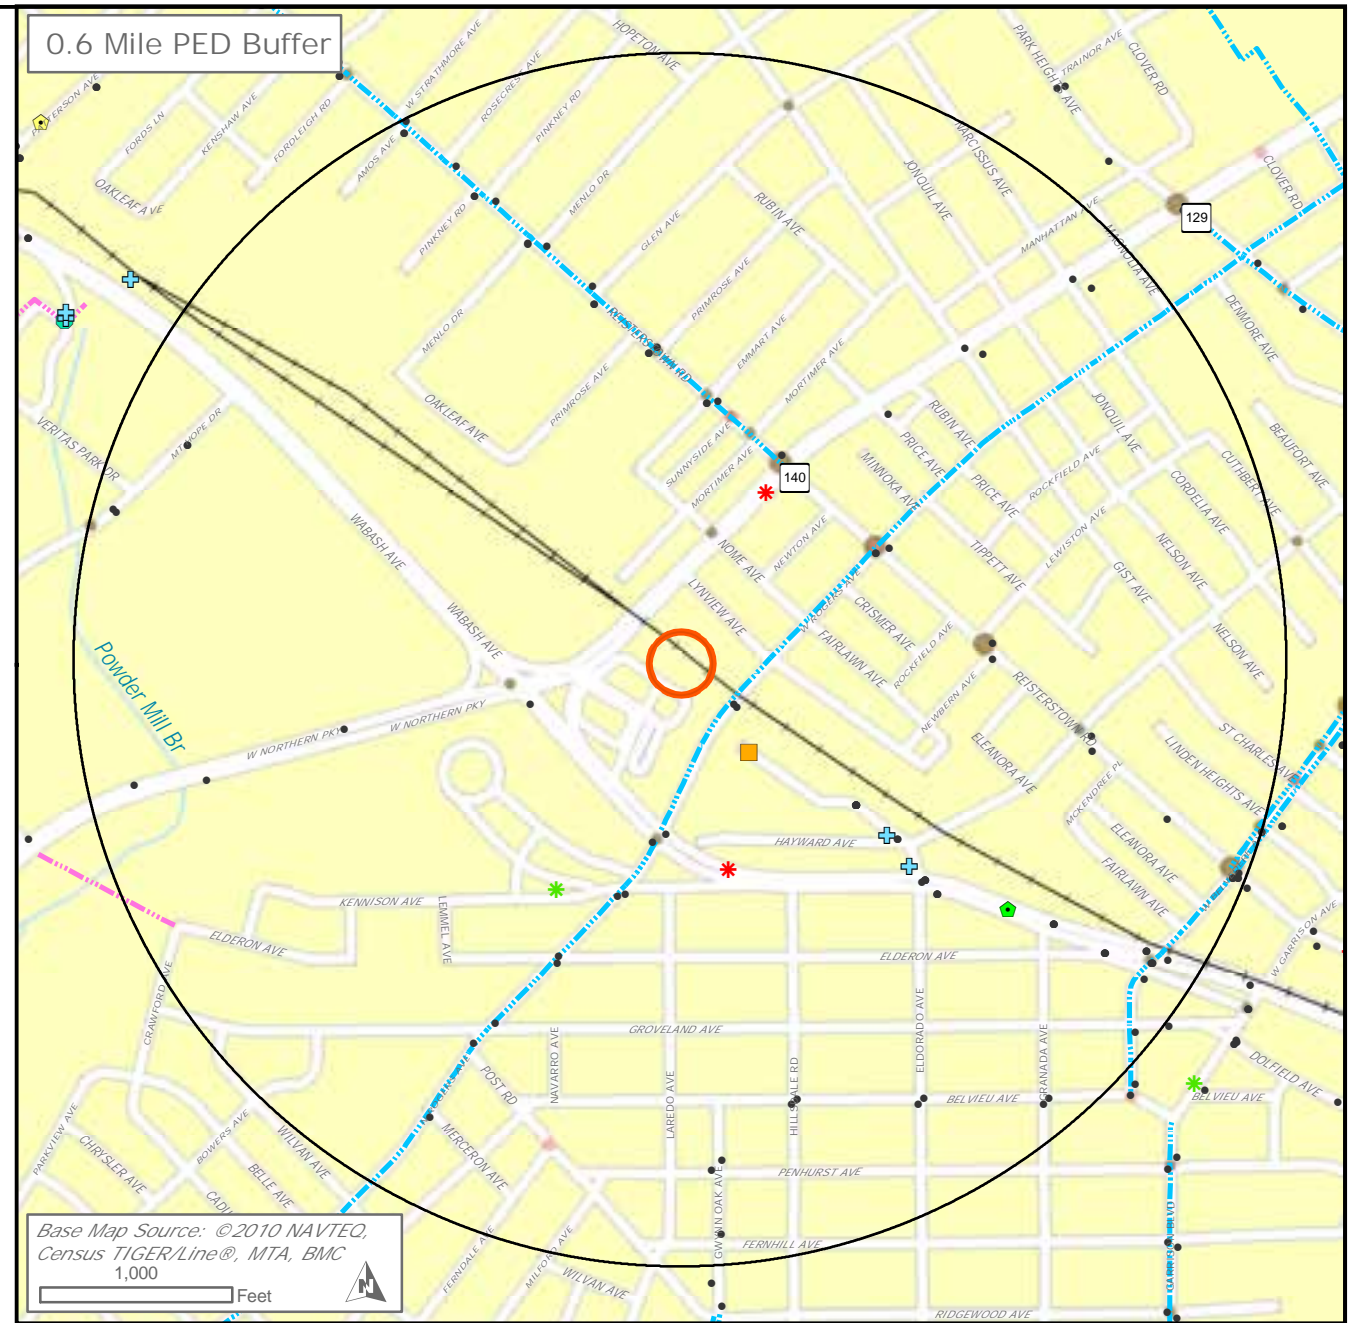 0.6 Mile PED Buffer
HOPETON AVE
W STRATHMORE AVE
ROSECREST AVE
PINKNEY RD
PARK HEIGHTS AVE
TRAINOR AVE
CLOVER RD
FORDS LN
KENSHAW AVE
FORDLEIGH RD
AMOS AVE
NARCISSUS AVE
JONQUIL AVE
CLOVER RD
OAKLEAF AVE
MENLO DR
PINKNEY RD
GLEN AVE
RUBIN AVE
MANHATTAN AVE
MAGNOLIA AVE
129
PRIMROSE AVE
DENMORE AVE
MENLO DR
REISTERSTOWN RD
EMMART AVE
MORTIMER AVE
PRIMROSE AVE
OAKLEAF AVE
SUNNYSIDE AVE
MORTIMER AVE
140
RUBIN AVE
PRICE AVE
JONQUIL AVE
BEAUFORT AVE
VERITAS PARK DR
MT HOPE DR
MINNOKA AVE
PRICE AVE
ROCKFIELD AVE
CORDELIA AVE
CUTHBERT AVE
WABASH AVE
NOME AVE
NEWTON AVE
TIPPETT AVE
LEWISTON AVE
NELSON AVE
GIST AVE
LYNVIEW AVE
W ROGERS AVE
CRISMER AVE
FAIRLAWN AVE
ROCKFIELD AVE
NELSON AVE
WABASH AVE
Powder Mill Br
NEWBERN AVE
REISTERSTOWN RD
W NORTHERN PKY
W NORTHERN PKY
ELEANORA AVE
ST CHARLES AVE
LINDEN HEIGHTS AVE
MCKENDREE PL
HAYWARD AVE
ELEANORA AVE
FAIRLAWN AVE
KENNISON AVE
LEMMEL AVE
ELDERON AVE
ELDERON AVE
W GARRISON AVE
CRAWFORD AVE
GROVELAND AVE
ELDORADO AVE
GRANADA AVE
NAVARRO AVE
POST RD
LAREDO AVE
HILLSDALE RD
DOLFIELD AVE
BELVIEU AVE
BELVIEU AVE
PARKVIEW AVE
CHRYSLER AVE
BOWERS AVE
WILVAN AVE
BELLE AVE
MERCERON AVE
PENHURST AVE
GWYNN OAK AVE
FERNHILL AVE
GARRISON BLVD
FERNDALE AVE
MILFORD AVE
WILVAN AVE
RIDGEWOOD AVE
Base Map Source: ©2010 NAVTEQ,
Census TIGER/Line®, MTA, BMC
1,000
Feet
N